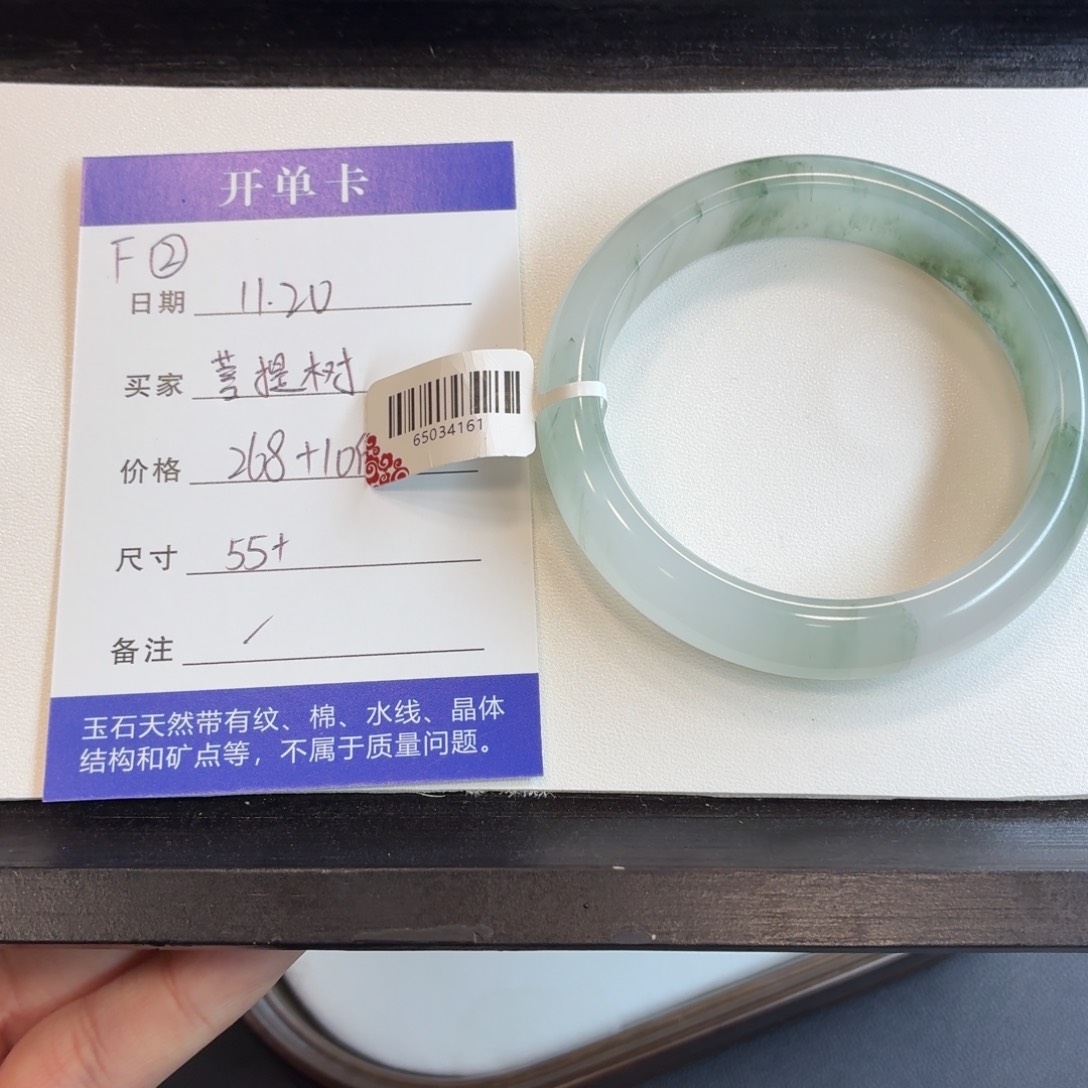 开单卡
F②
日期 11.20
买家 菩提树
价格 268+10
65034161
尺寸 55+
备注 /
玉石天然带有纹、棉、水线、晶体
结构和矿点等，不属于质量问题。